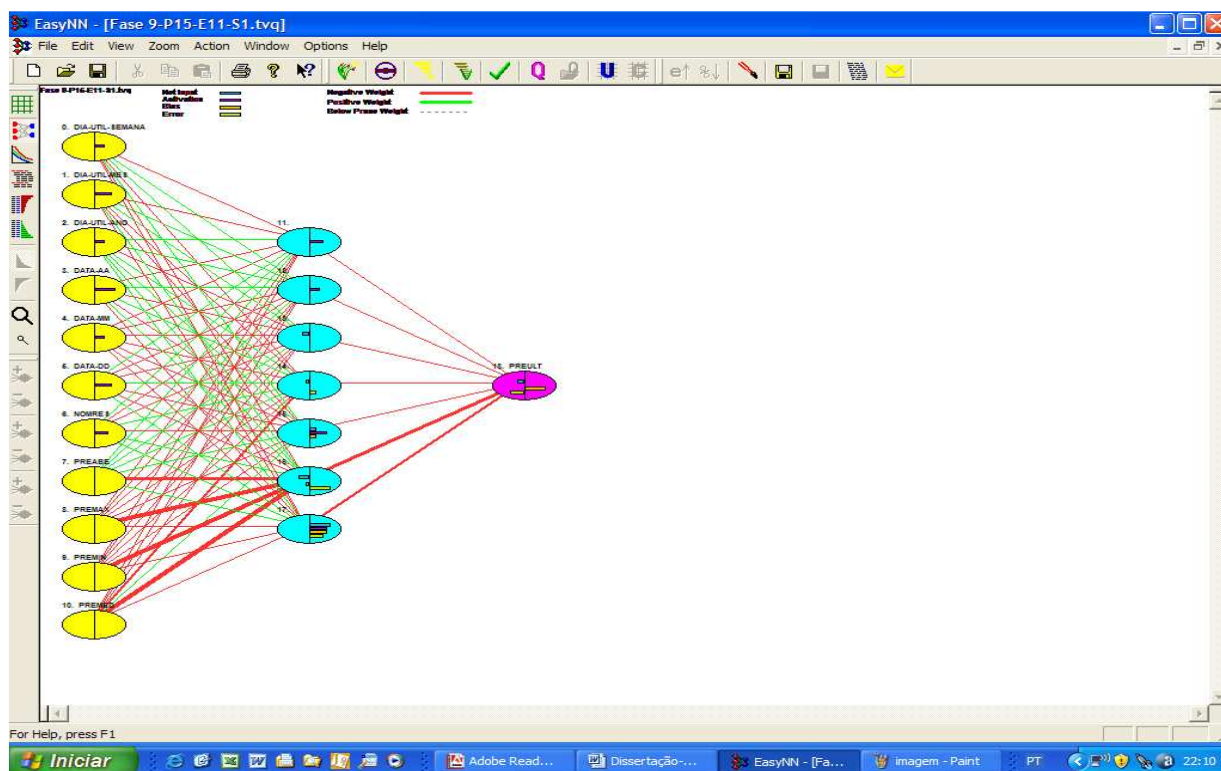 EasyNN - [Fase 9-P15-E11-S1.tvq]
File Edit View Zoom Action Window Options Help
Net Input
Activation
Bias
Error
Negative Weight
Positive Weight
Below Prune Weight
0. DIA-UTIL-SEMANA
1. DIA-UTIL-MES
2. DIA-UTIL-ANO
3. DATA-AA
4. DATA-MM
5. DATA-DD
6. NOMRES
7. PREABE
8. PREMAX
9. PREMIN
10. PREMED
11.
12.
13.
14.
16.
17.
PREULT
For Help, press F1
Iniciar
Adobe Read...
Dissertação-...
EasyNN - [Fa...
imagem - Paint
PT
22:10